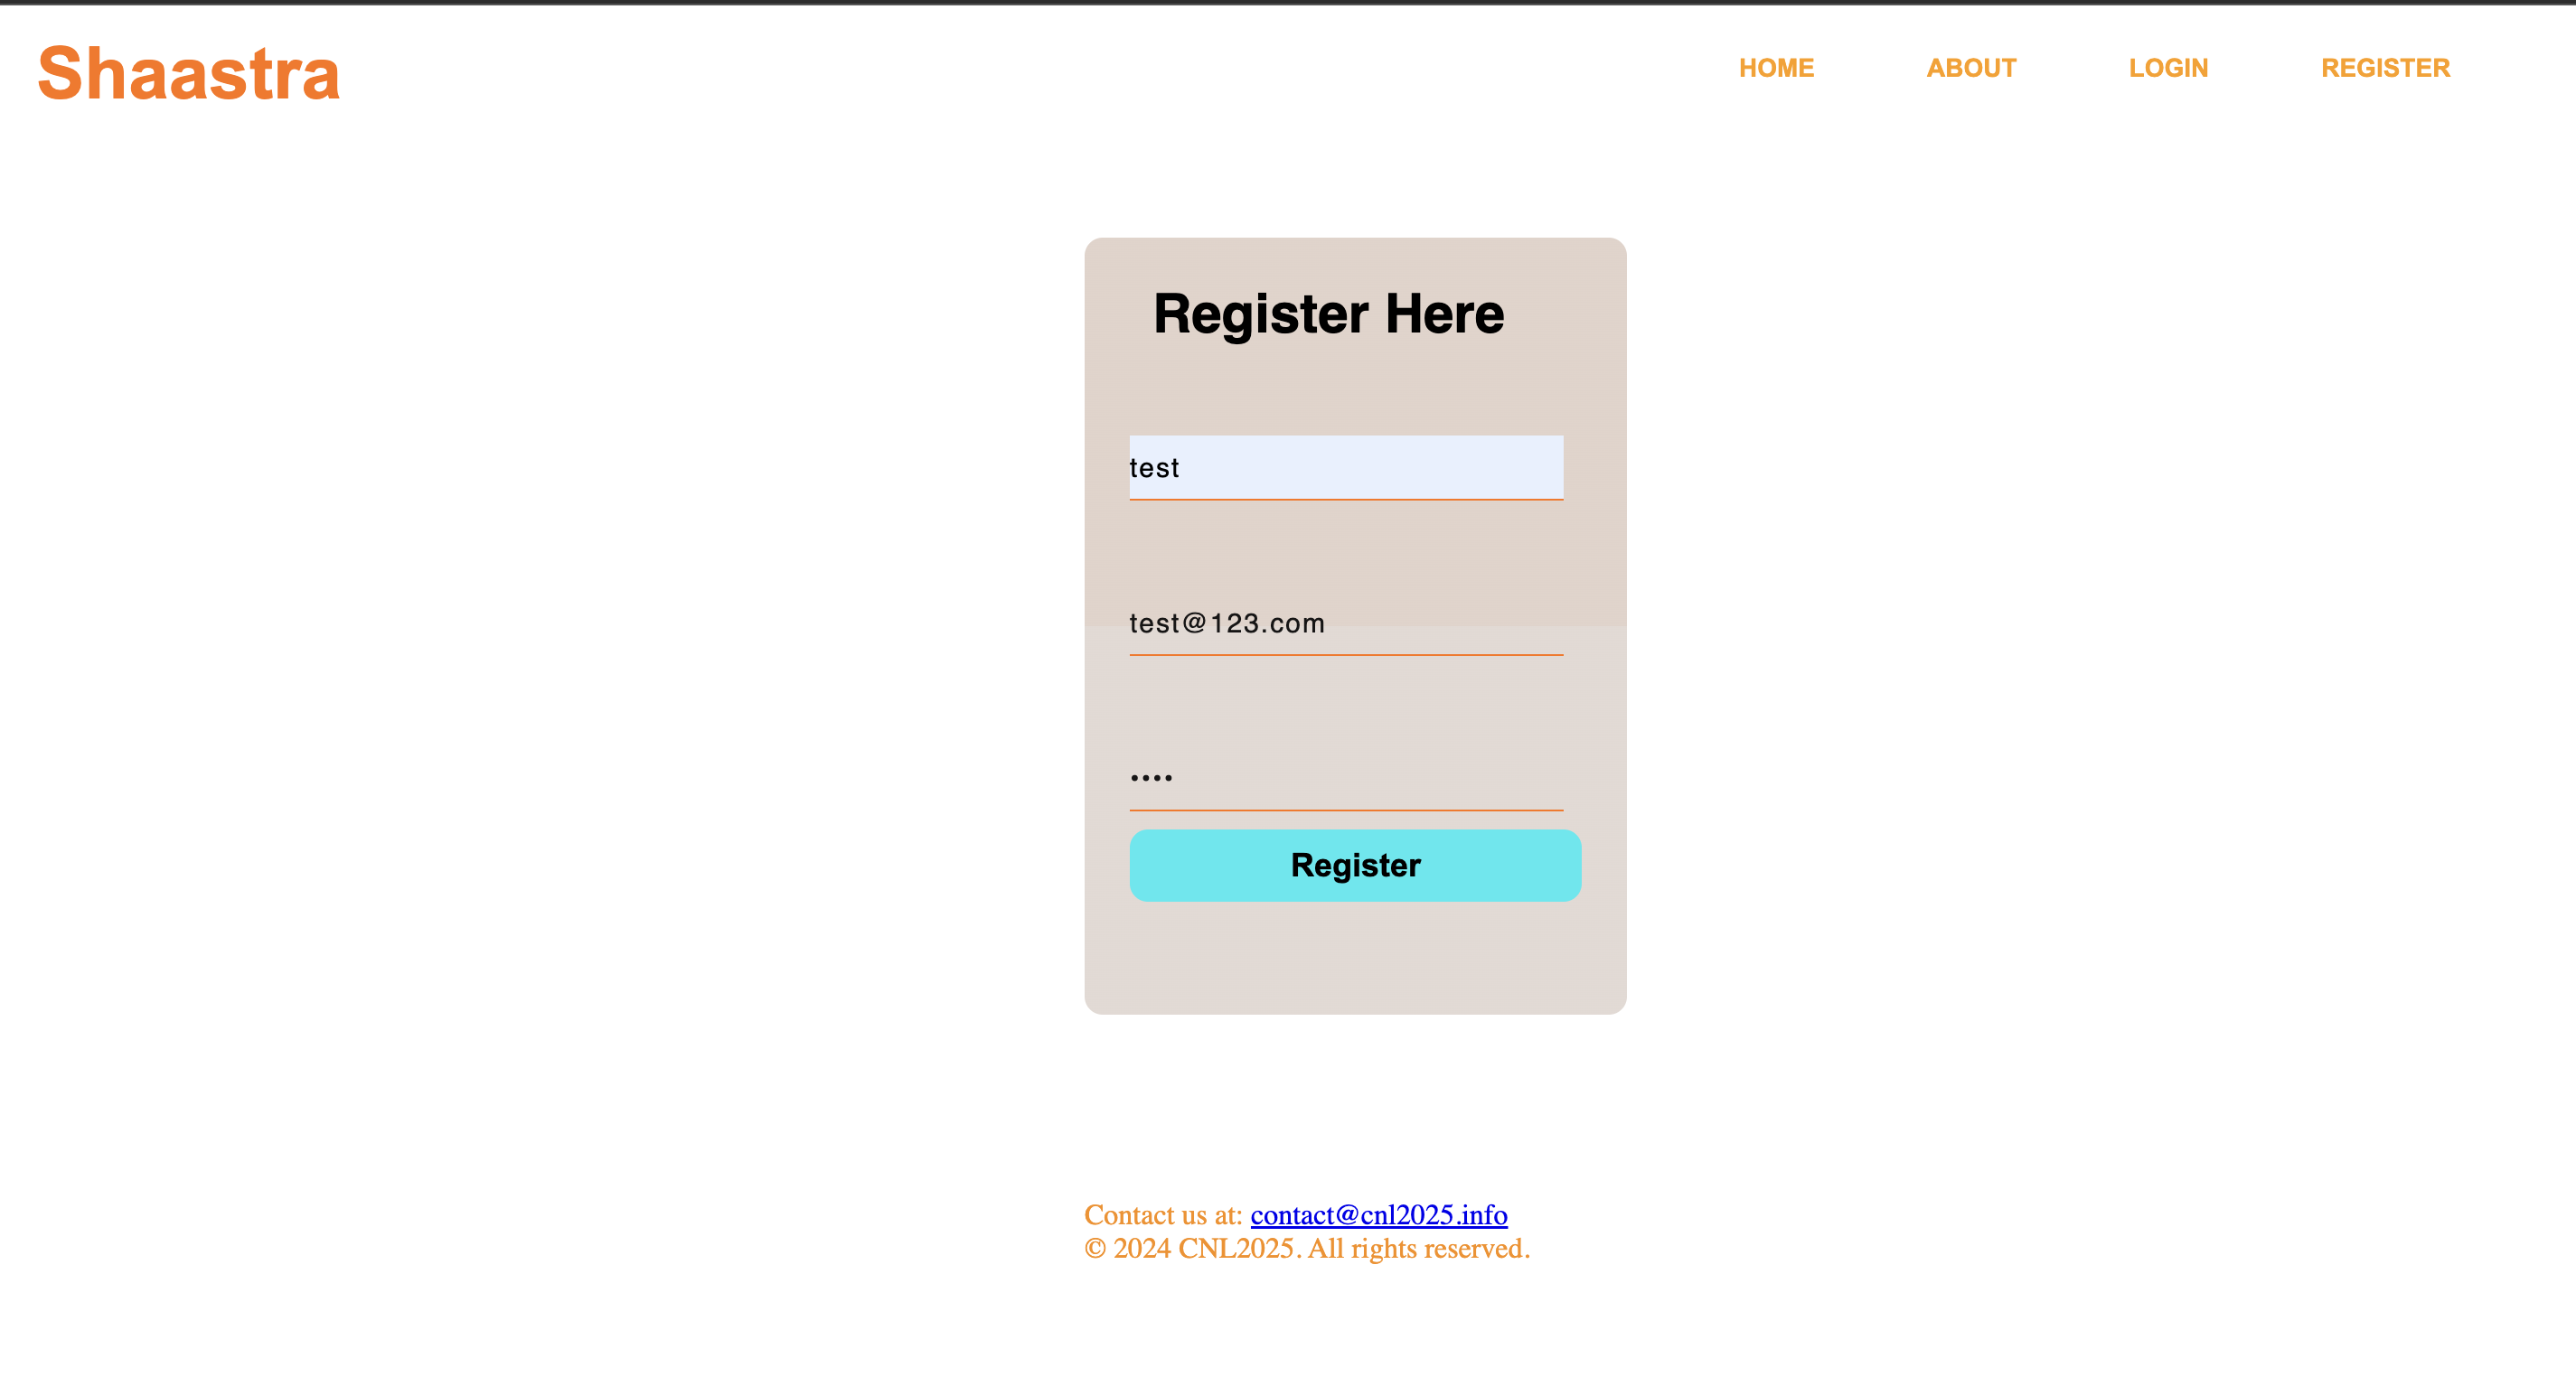 Shaastra
HOME ABOUT LOGIN REGISTER
Register Here
test
test@123.com
••••
Register
Contact us at: contact@cnl2025.info
© 2024 CNL2025. All rights reserved.